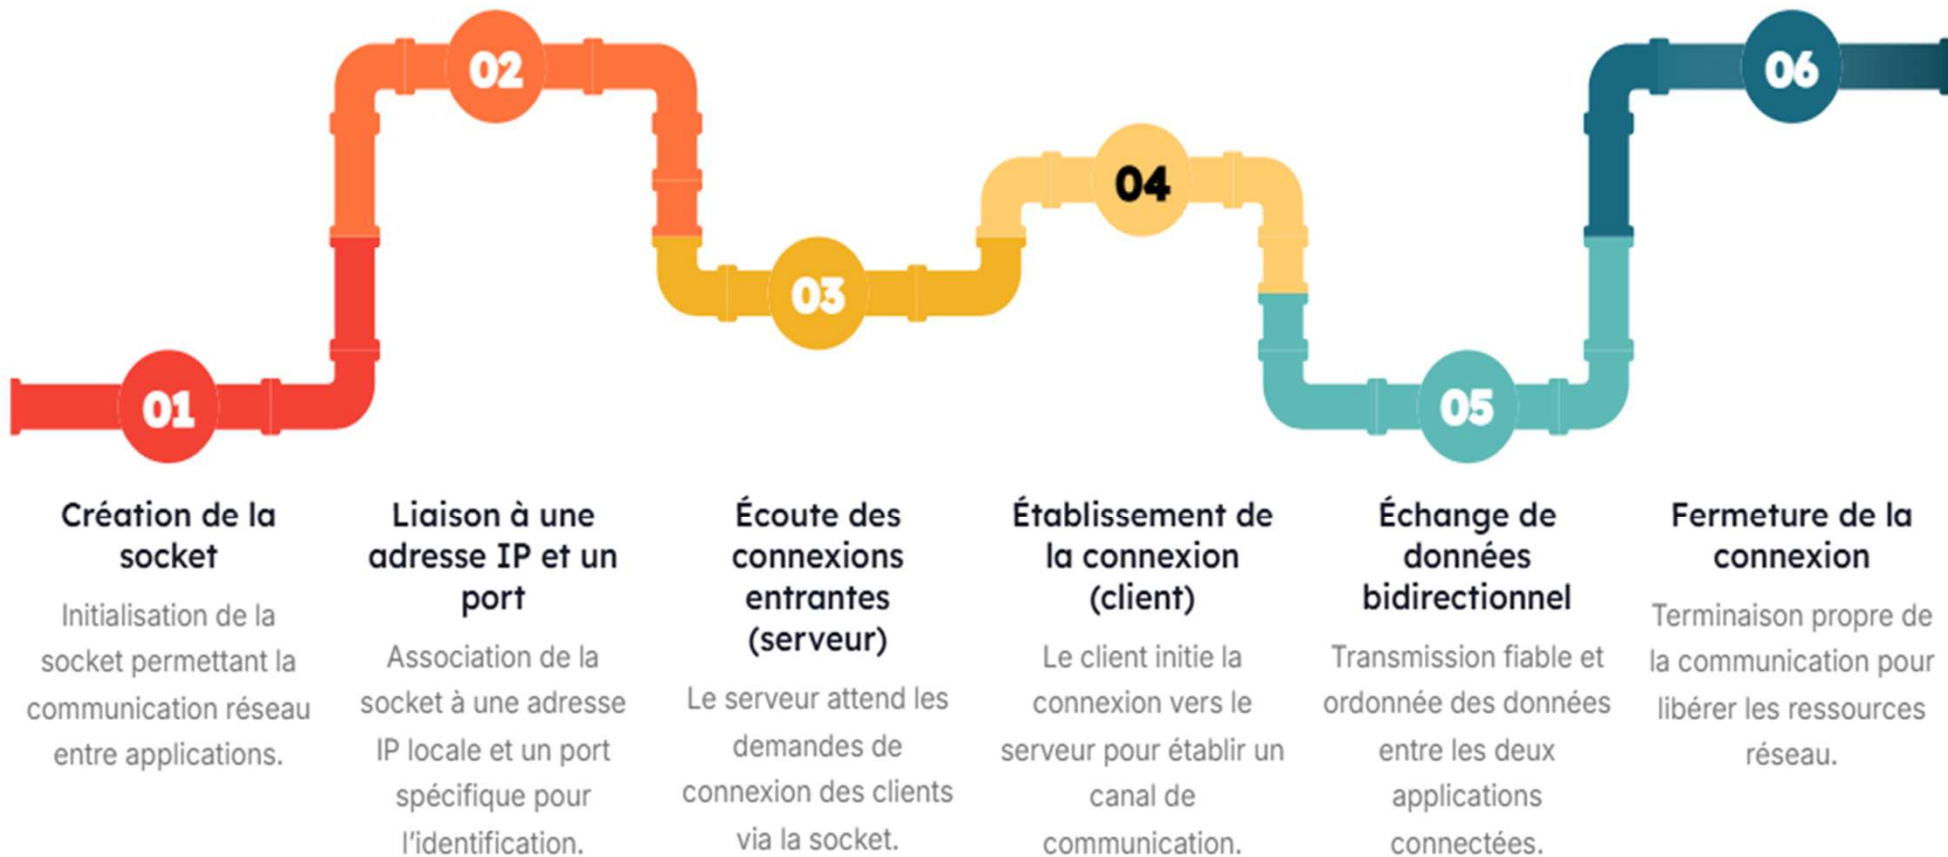 01
02
03
04
05
06
Création de la
socket
Initialisation de la
socket permettant la
communication réseau
entre applications.
Liaison à une
adresse IP et un
port
Association de la
socket à une adresse
IP locale et un port
spécifique pour
l'identification.
Écoute des
connexions
entrantes
(serveur)
Le serveur attend les
demandes de
connexion des clients
via la socket.
Établissement de
la connexion
(client)
Le client initie la
connexion vers le
serveur pour établir un
canal de
communication.
Échange de
données
bidirectionnel
Transmission fiable et
ordonnée des données
entre les deux
applications
connectées.
Fermeture de la
connexion
Terminaison propre de
la communication pour
libérer les ressources
réseau.